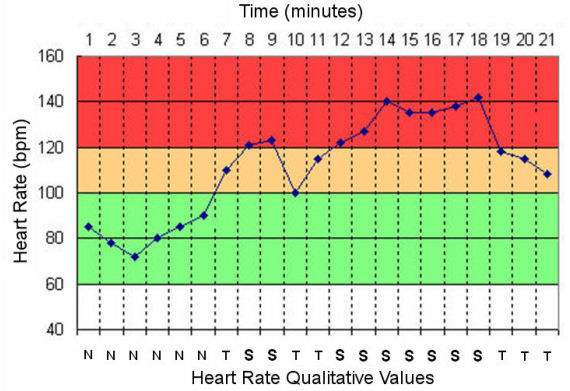 Time (minutes)
1 2 3 4 5 6 7 8 9 10 11 12 13 14 15 16 17 18 19 20 21
Heart Rate (bpm)
160
140
120
100
80
60
40
N N N N N N T S S T T S S S S S S S T T T
Heart Rate Qualitative Values